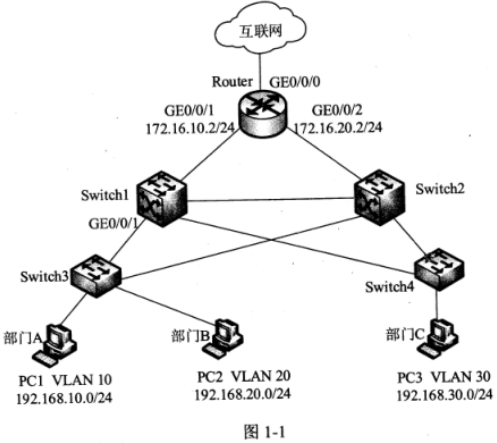 互联网
Router
GE0/0/0
GE0/0/1
GE0/0/2
172.16.10.2/24
172.16.20.2/24
Switch1
Switch2
GE0/0/1
Switch3
Switch4
部门A
部门B
部门C
PC1 VLAN 10
PC2 VLAN 20
PC3 VLAN 30
192.168.10.0/24
192.168.20.0/24
192.168.30.0/24
图 1-1